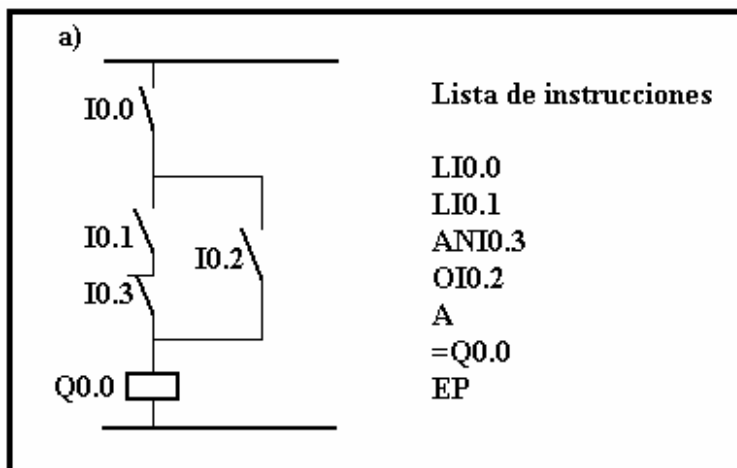 a)
I0.0
I0.1
I0.2
I0.3
Q0.0
Lista de instrucciones
LI0.0
LI0.1
ANI0.3
OI0.2
A
=Q0.0
EP